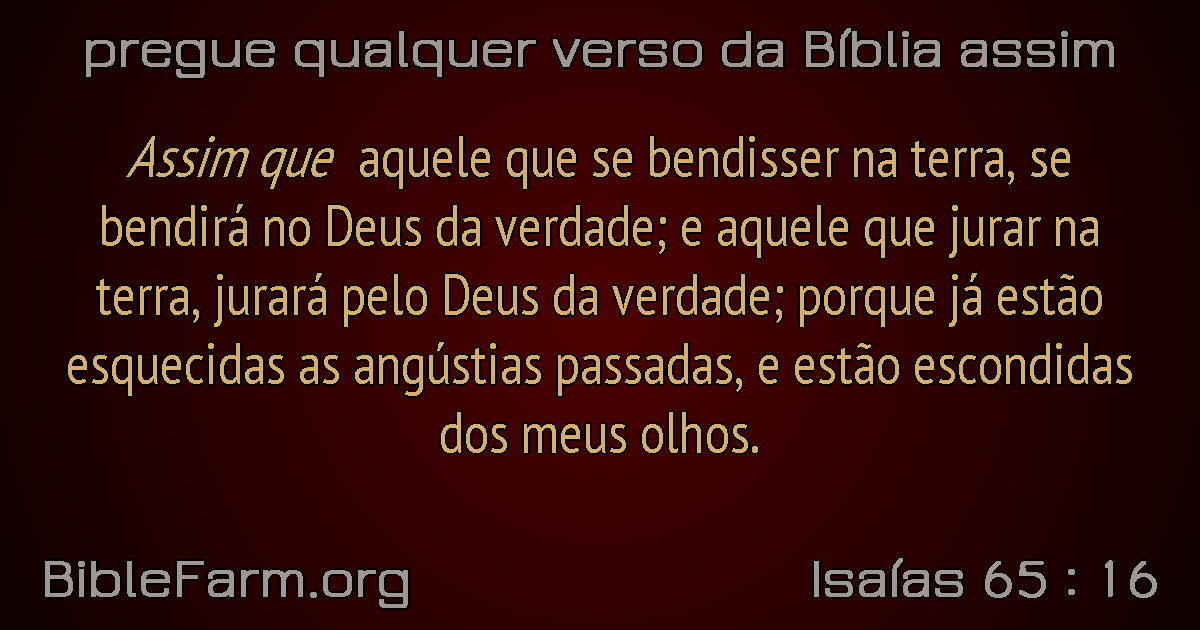 pregue qualquer verso da Bíblia assim
Assim que aquele que se bendisser na terra, se
bendirá no Deus da verdade; e aquele que jurar na
terra, jurará pelo Deus da verdade; porque já estão
esquecidas as angústias passadas, e estão escondidas
dos meus olhos.
BibleFarm.org
Isaías 65 : 16